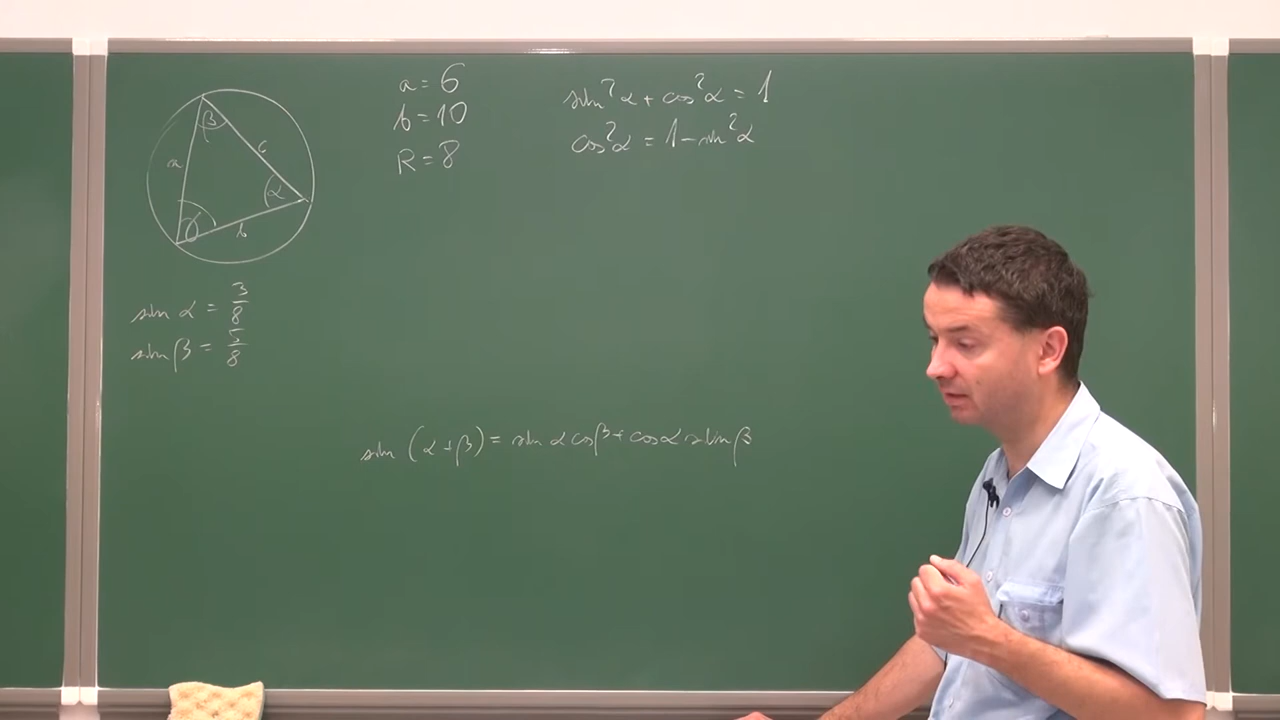 β
a
c
α
γ
b
a = 6
b = 10
R = 8
sin²α + cos²α = 1
cos²α = 1 - sin²α
sin α = 3/8
sin β = 5/8
sin (α + β) = sin α cos β + cos α sin β